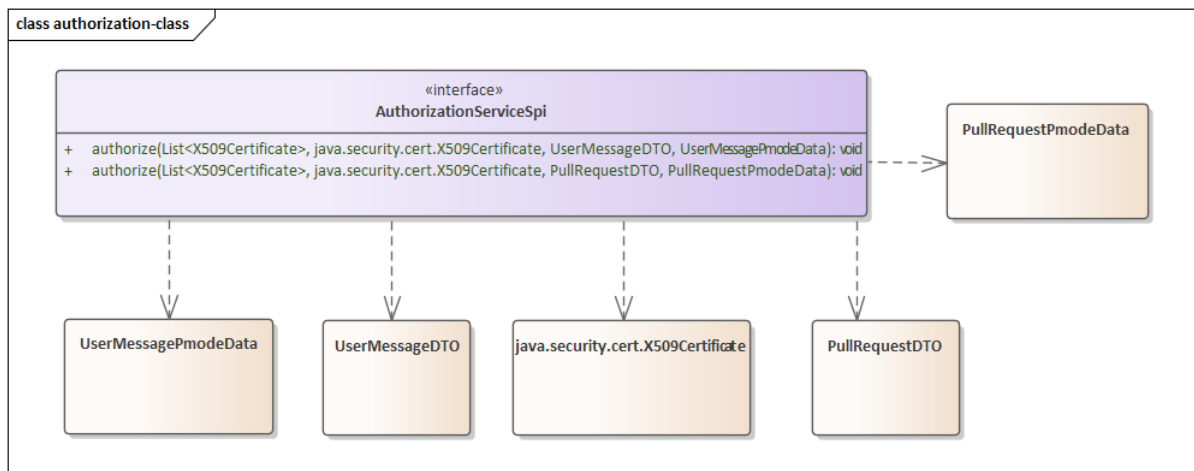 class authorization-class
«interface»
AuthorizationServiceSpi
+ authorize(List<X509Certificate>, java.security.cert.X509Certificate, UserMessageDTO, UserMessagePmodeData): void
+ authorize(List<X509Certificate>, java.security.cert.X509Certificate, PullRequestDTO, PullRequestPmodeData): void
PullRequestPmodeData
UserMessagePmodeData
UserMessageDTO
java.security.cert.X509Certificate
PullRequestDTO